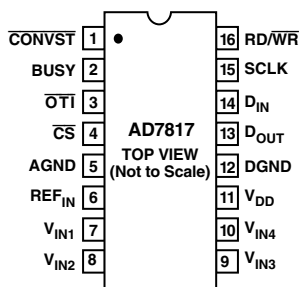 CONVST 1 16 RD/WR
BUSY 2 15 SCLK
OTI 3 14 DIN
CS 4 AD7817 13 DOUT
AGND 5 TOP VIEW 12 DGND
REFIN 6 (Not to Scale) 11 VDD
VIN1 7 10 VIN4
VIN2 8 9 VIN3